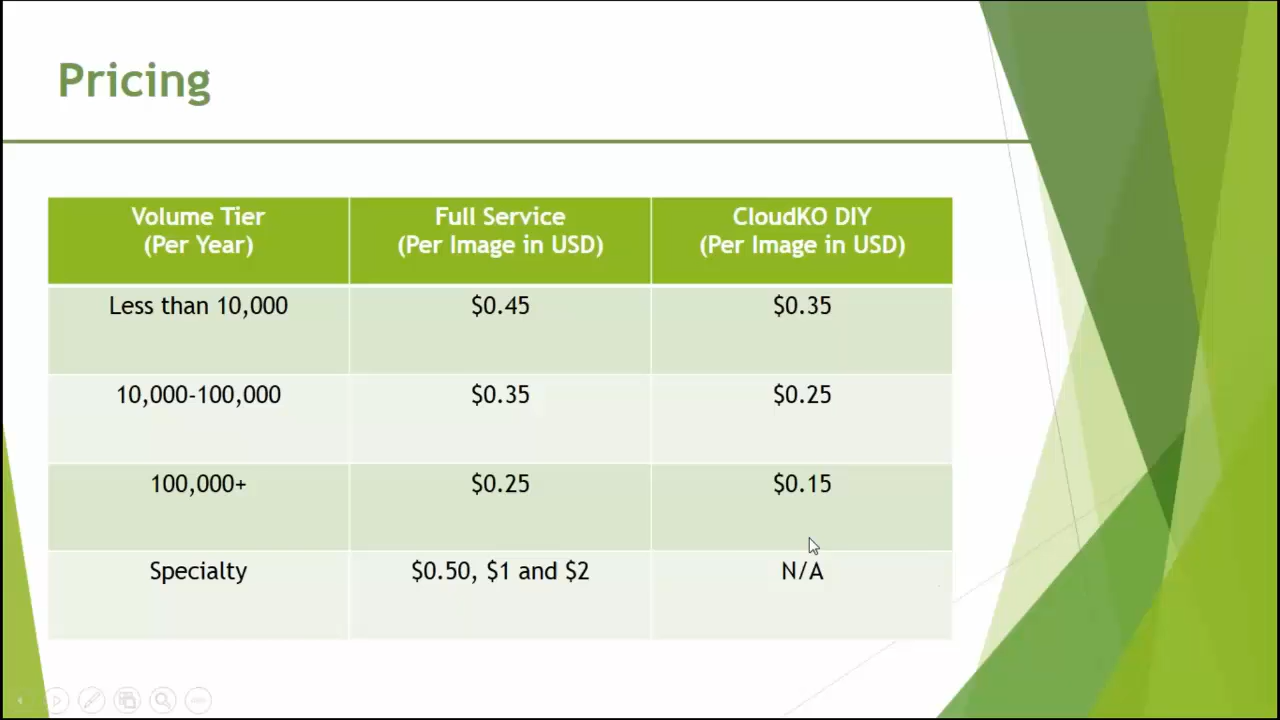 Pricing
Volume Tier
(Per Year)
Full Service
(Per Image in USD)
CloudKO DIY
(Per Image in USD)
Less than 10,000
$0.45
$0.35
10,000-100,000
$0.35
$0.25
100,000+
$0.25
$0.15
Specialty
$0.50, $1 and $2
N/A